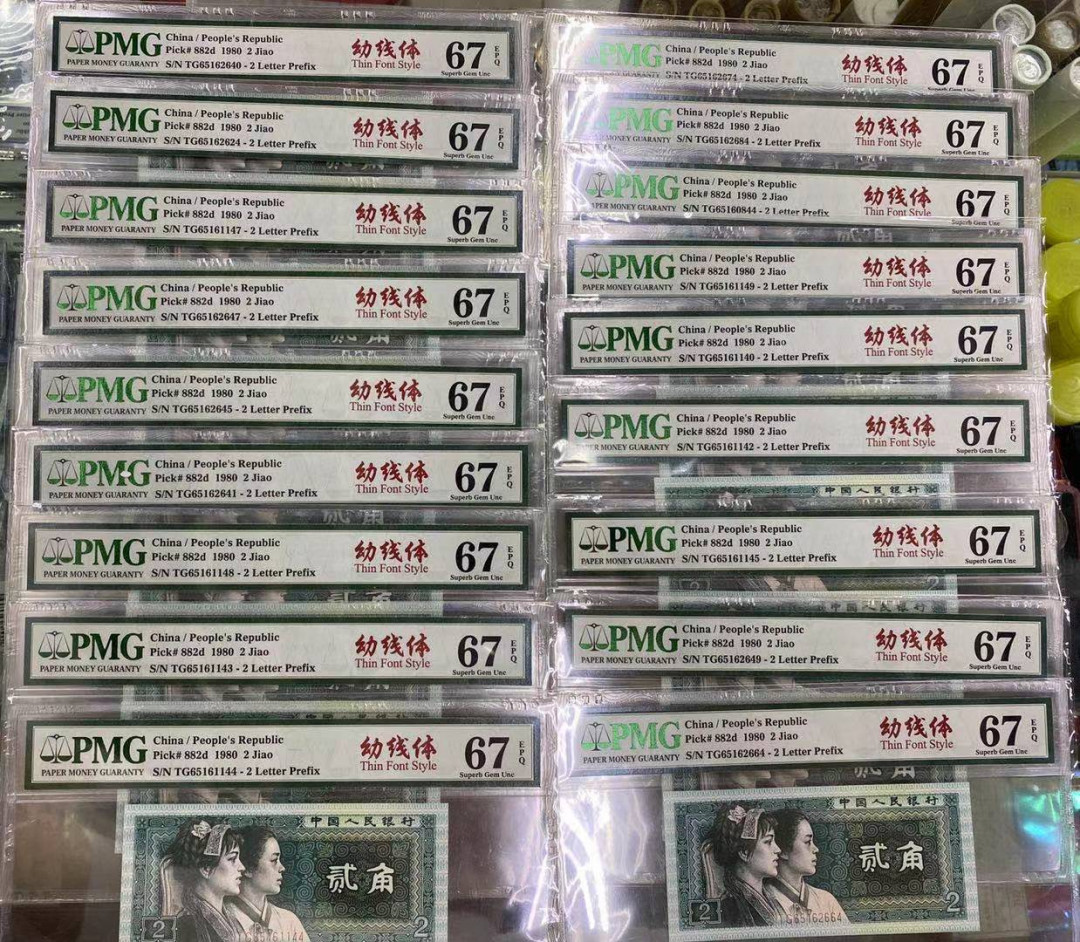 PMG
PAPER MONEY GUARANTY
China / People's Republic
Pick# 882d 1980 2 Jiao
S/N TG65162640 - 2 Letter Prefix
幼线体
Thin Font Style
67
EPQ
Superb Gem Unc
PMG
PAPER MONEY GUARANTY
China / People's Republic
Pick# 882d 1980 2 Jiao
S/N TG65162624 - 2 Letter Prefix
幼线体
Thin Font Style
67
EPQ
Superb Gem Unc
PMG
PAPER MONEY GUARANTY
China / People's Republic
Pick# 882d 1980 2 Jiao
S/N TG65161147 - 2 Letter Prefix
幼线体
Thin Font Style
67
EPQ
Superb Gem Unc
PMG
PAPER MONEY GUARANTY
China / People's Republic
Pick# 882d 1980 2 Jiao
S/N TG65162647 - 2 Letter Prefix
幼线体
Thin Font Style
67
EPQ
Superb Gem Unc
PMG
PAPER MONEY GUARANTY
China / People's Republic
Pick# 882d 1980 2 Jiao
S/N TG65162645 - 2 Letter Prefix
幼线体
Thin Font Style
67
EPQ
Superb Gem Unc
PMG
PAPER MONEY GUARANTY
China / People's Republic
Pick# 882d 1980 2 Jiao
S/N TG65162641 - 2 Letter Prefix
幼线体
Thin Font Style
67
EPQ
Superb Gem Unc
贰角
PMG
PAPER MONEY GUARANTY
China / People's Republic
Pick# 882d 1980 2 Jiao
S/N TG65161148 - 2 Letter Prefix
幼线体
Thin Font Style
67
EPQ
Superb Gem Unc
贰角
PMG
PAPER MONEY GUARANTY
China / People's Republic
Pick# 882d 1980 2 Jiao
S/N TG65161143 - 2 Letter Prefix
幼线体
Thin Font Style
67
EPQ
Superb Gem Unc
PMG
PAPER MONEY GUARANTY
China / People's Republic
Pick# 882d 1980 2 Jiao
S/N TG65161144 - 2 Letter Prefix
幼线体
Thin Font Style
67
EPQ
Superb Gem Unc
中国人民银行
贰角
2
2
PMG
China / People's Republic
Pick# 882d 1980 2 Jiao
S/N TG65162674 - 2 Letter Prefix
幼线体
Thin Font Style
67
EPQ
Superb Gem Unc
PMG
MONEY GUARANTY
China / People's Republic
Pick# 882d 1980 2 Jiao
S/N TG65162684 - 2 Letter Prefix
幼线体
Thin Font Style
67
EPQ
Superb Gem Unc
PMG
PAPER MONEY GUARANTY
China / People's Republic
Pick# 882d 1980 2 Jiao
S/N TG65160844 - 2 Letter Prefix
幼线体
Thin Font Style
67
EPQ
Superb Gem Unc
PMG
PAPER MONEY GUARANTY
China / People's Republic
Pick# 882d 1980 2 Jiao
S/N TG65161149 - 2 Letter Prefix
幼线体
Thin Font Style
67
EPQ
Superb Gem Unc
PMG
PAPER MONEY GUARANTY
China / People's Republic
Pick# 882d 1980 2 Jiao
S/N TG65161140 - 2 Letter Prefix
幼线体
Thin Font Style
67
EPQ
Superb Gem Unc
PMG
PAPER MONEY GUARANTY
China / People's Republic
Pick# 882d 1980 2 Jiao
S/N TG65161142 - 2 Letter Prefix
幼线体
Thin Font Style
67
EPQ
Superb Gem Unc
中国人民银行
PMG
PAPER MONEY GUARANTY
China / People's Republic
Pick# 882d 1980 2 Jiao
S/N TG65161145 - 2 Letter Prefix
幼线体
Thin Font Style
67
EPQ
Superb Gem Unc
2
2
中国人民银行
PMG
PAPER MONEY GUARANTY
China / People's Republic
Pick# 882d 1980 2 Jiao
S/N TG65162649 - 2 Letter Prefix
幼线体
Thin Font Style
67
EPQ
Superb Gem Unc
PMG
PAPER MONEY GUARANTY
China / People's Republic
Pick# 882d 1980 2 Jiao
S/N TG65162664 - 2 Letter Prefix
幼线体
Thin Font Style
67
EPQ
Superb Gem Unc
贰角
中国人民银行
贰角
2
TG65162664
2